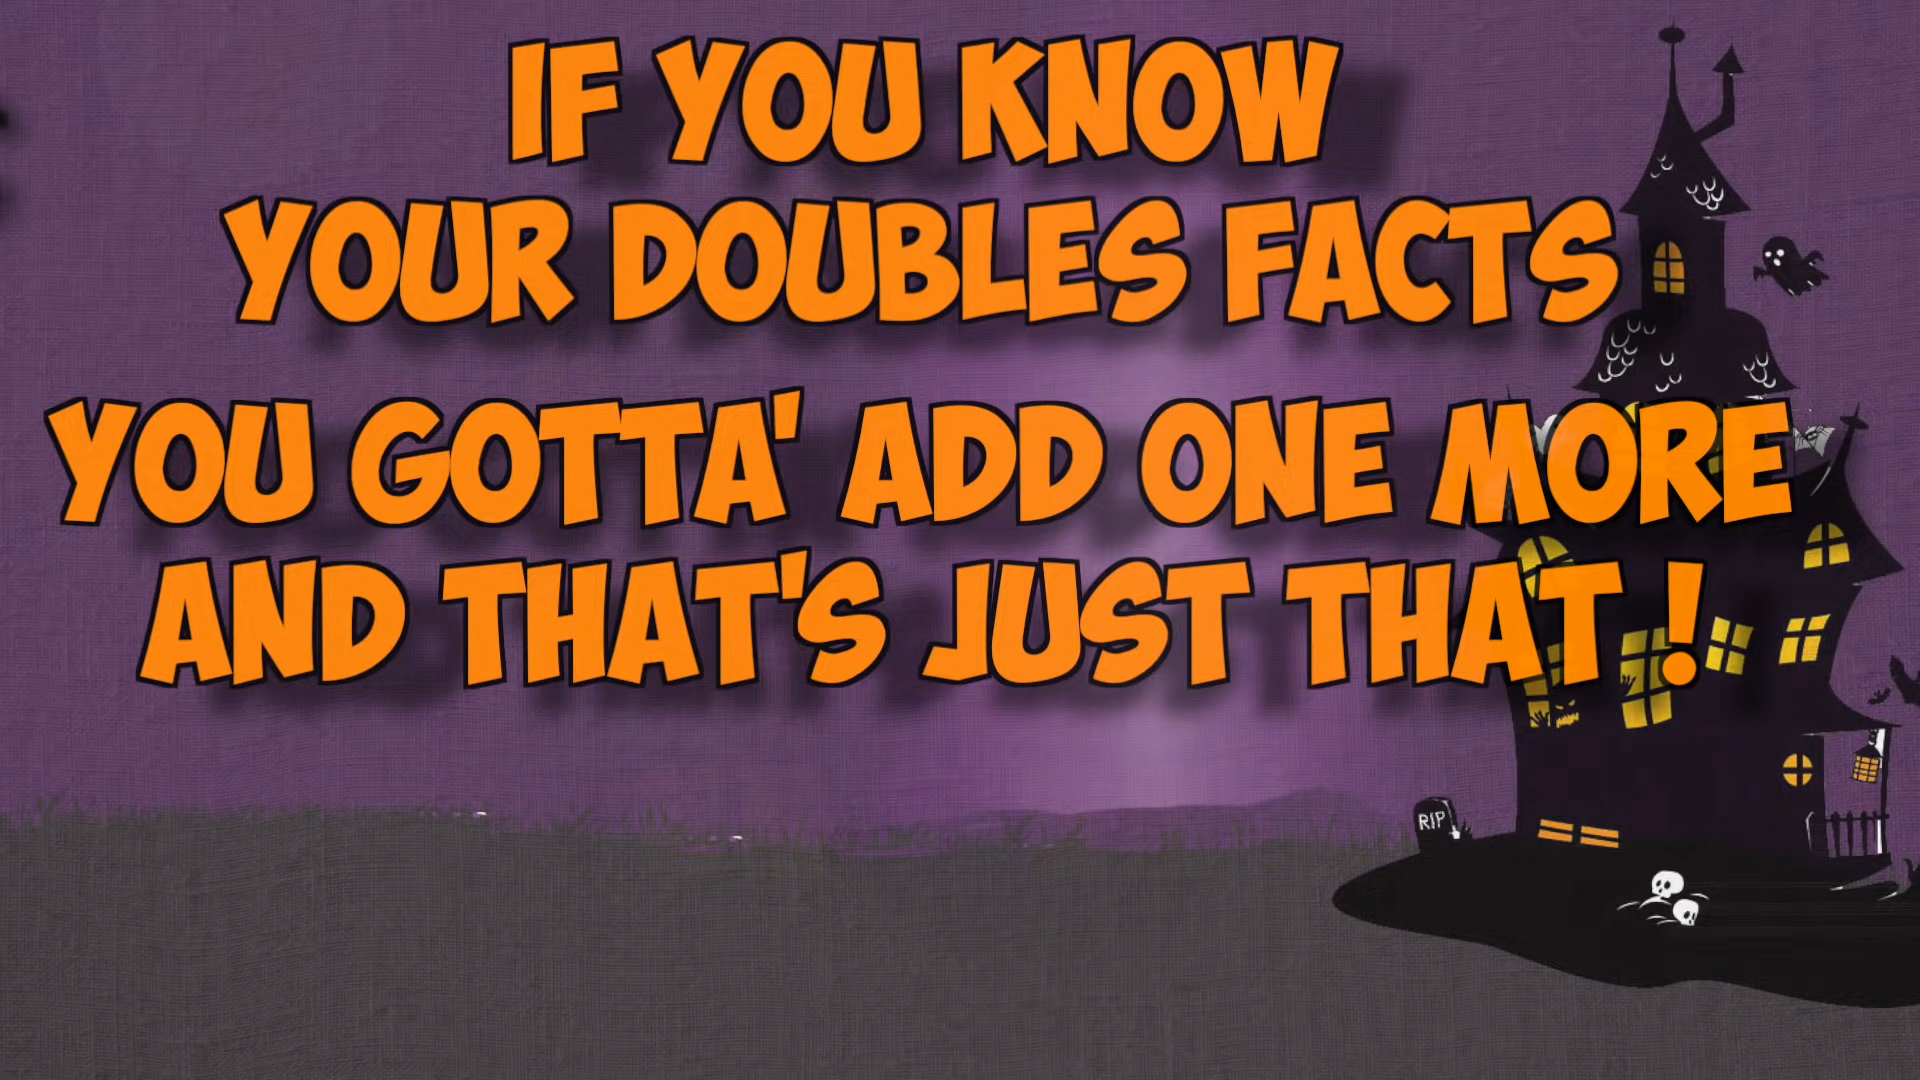 IF YOU KNOW
YOUR DOUBLES FACTS
YOU GOTTA' ADD ONE MORE
AND THAT'S JUST THAT !
RIP